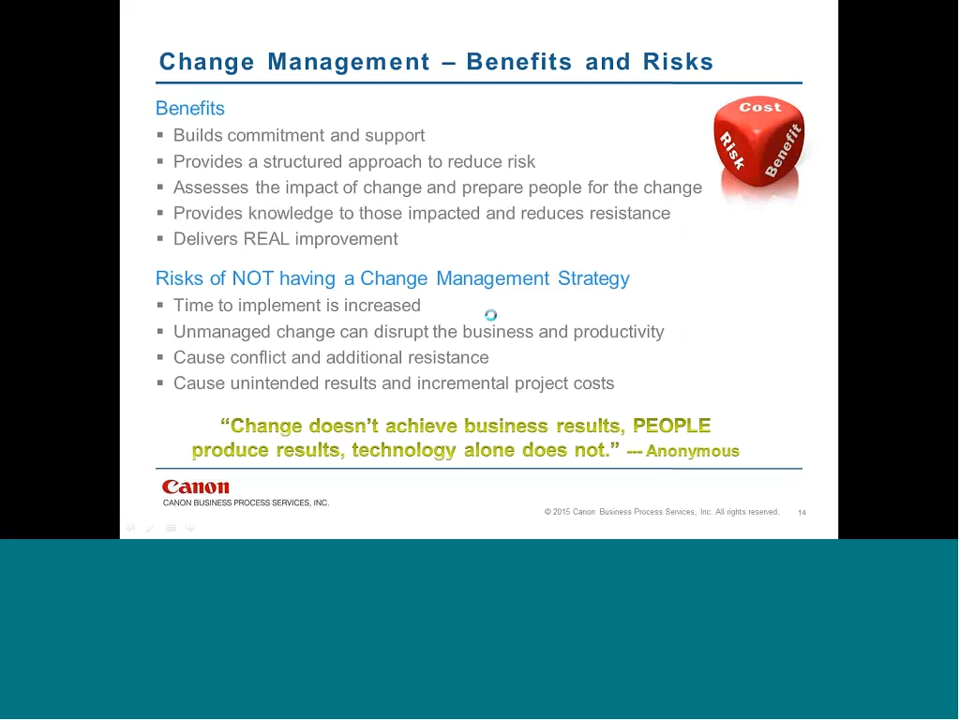 Change Management – Benefits and Risks
Benefits
▪ Builds commitment and support
▪ Provides a structured approach to reduce risk
▪ Assesses the impact of change and prepare people for the change
▪ Provides knowledge to those impacted and reduces resistance
▪ Delivers REAL improvement
Cost
Risk
Benefit
Risks of NOT having a Change Management Strategy
▪ Time to implement is increased
▪ Unmanaged change can disrupt the business and productivity
▪ Cause conflict and additional resistance
▪ Cause unintended results and incremental project costs
“Change doesn’t achieve business results, PEOPLE
produce results, technology alone does not.” --- Anonymous
Canon
CANON BUSINESS PROCESS SERVICES, INC.
© 2015 Canon Business Process Services, Inc. All rights reserved. 14